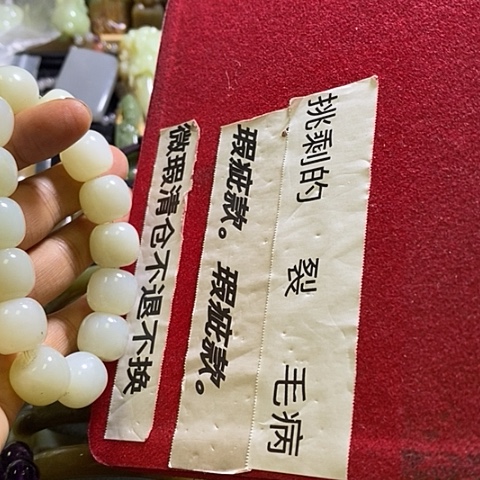 挑剩的 裂 毛病
瑕疵款。瑕疵款。
微瑕清仓不退不换